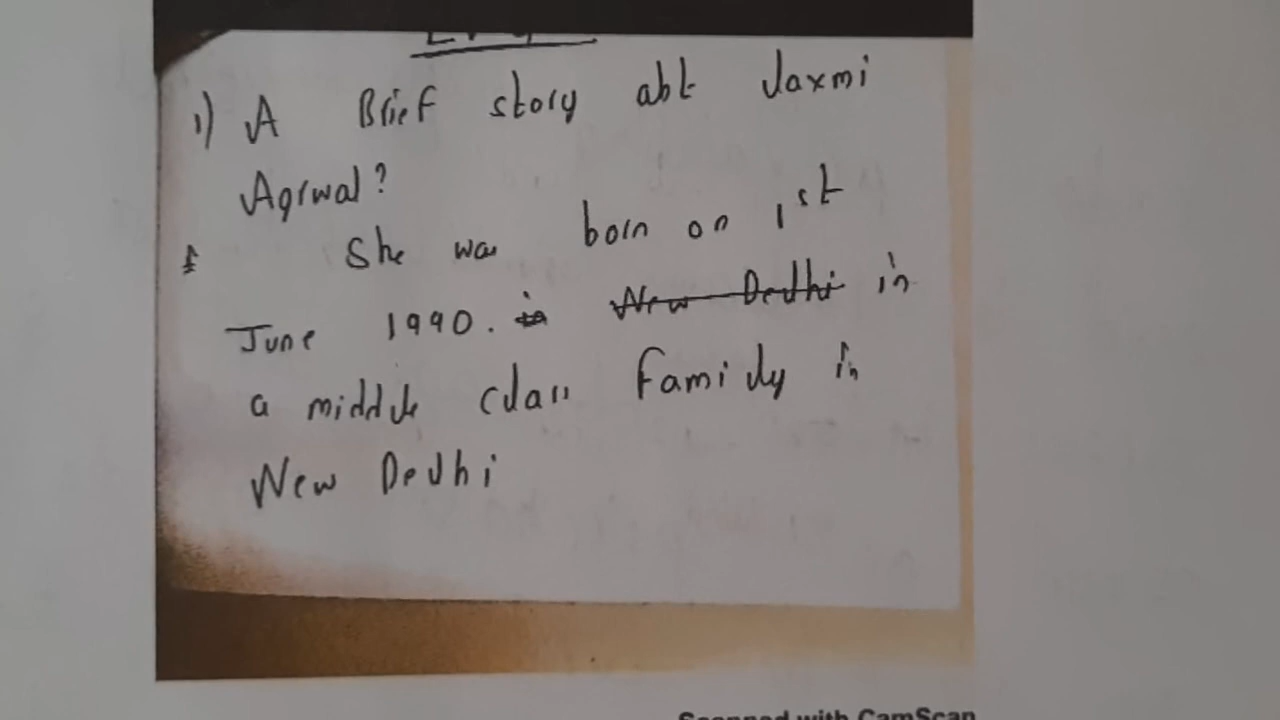 1) A Brief story abt Laxmi
Agrwal?
She was born on 1st
June 1990. in New Delhi in
a middle class Family in
New Delhi
Scanned with CamScan